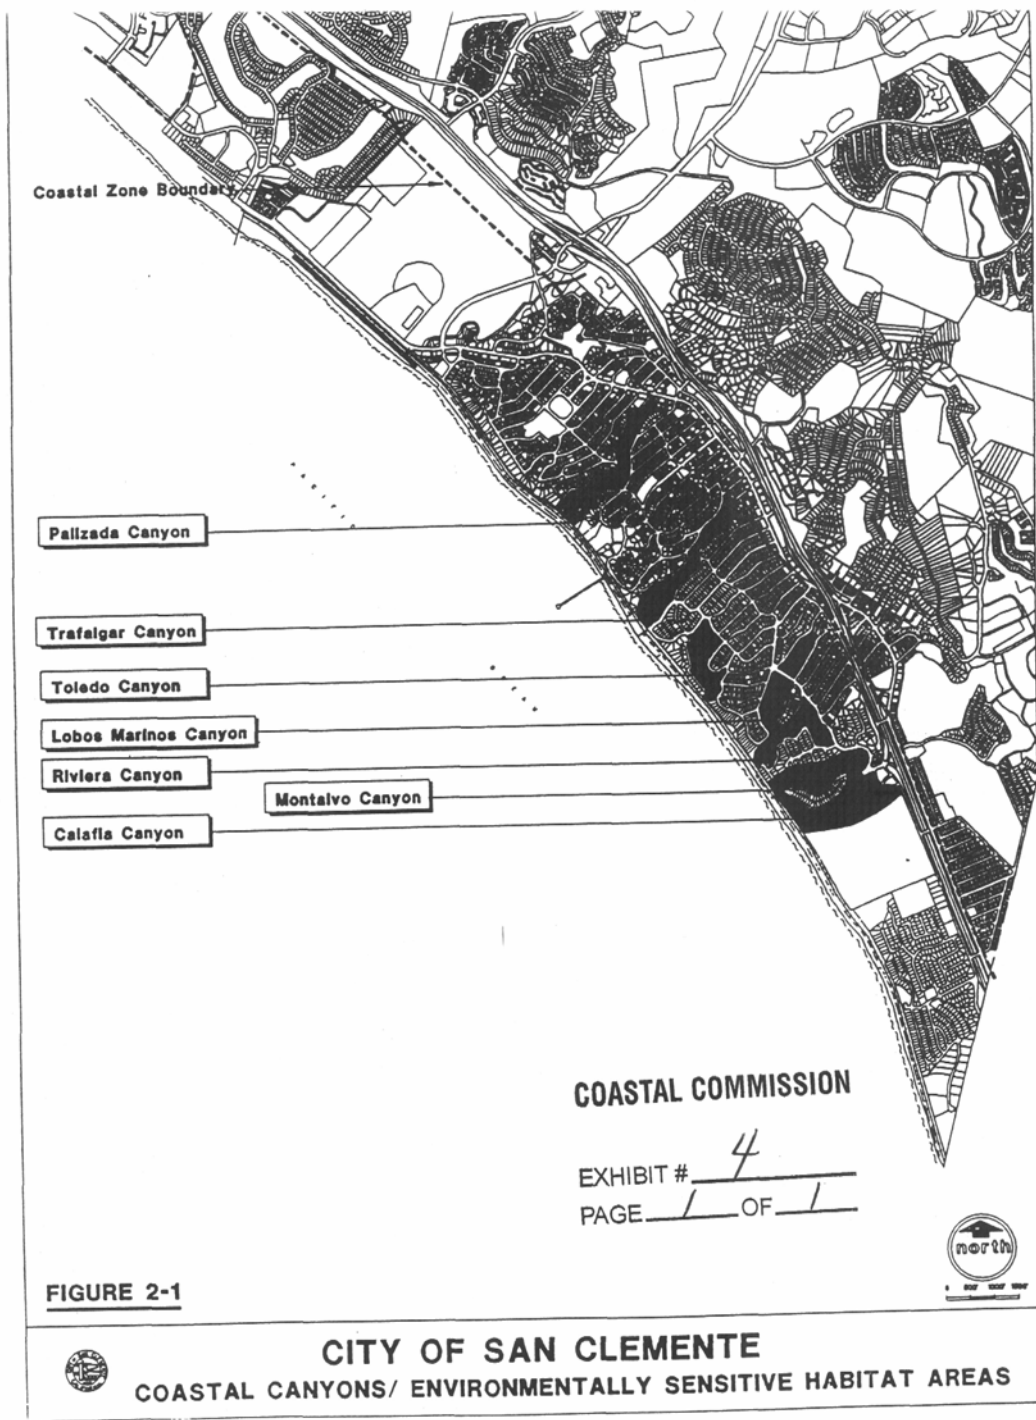 Coastal Zone Boundary
Palizada Canyon
Trafalgar Canyon
Toledo Canyon
Lobos Marinos Canyon
Riviera Canyon
Montalvo Canyon
Calafia Canyon
COASTAL COMMISSION
EXHIBIT # 4
PAGE 1 OF 1
north
FIGURE 2-1
CITY OF SAN CLEMENTE
COASTAL CANYONS/ ENVIRONMENTALLY SENSITIVE HABITAT AREAS